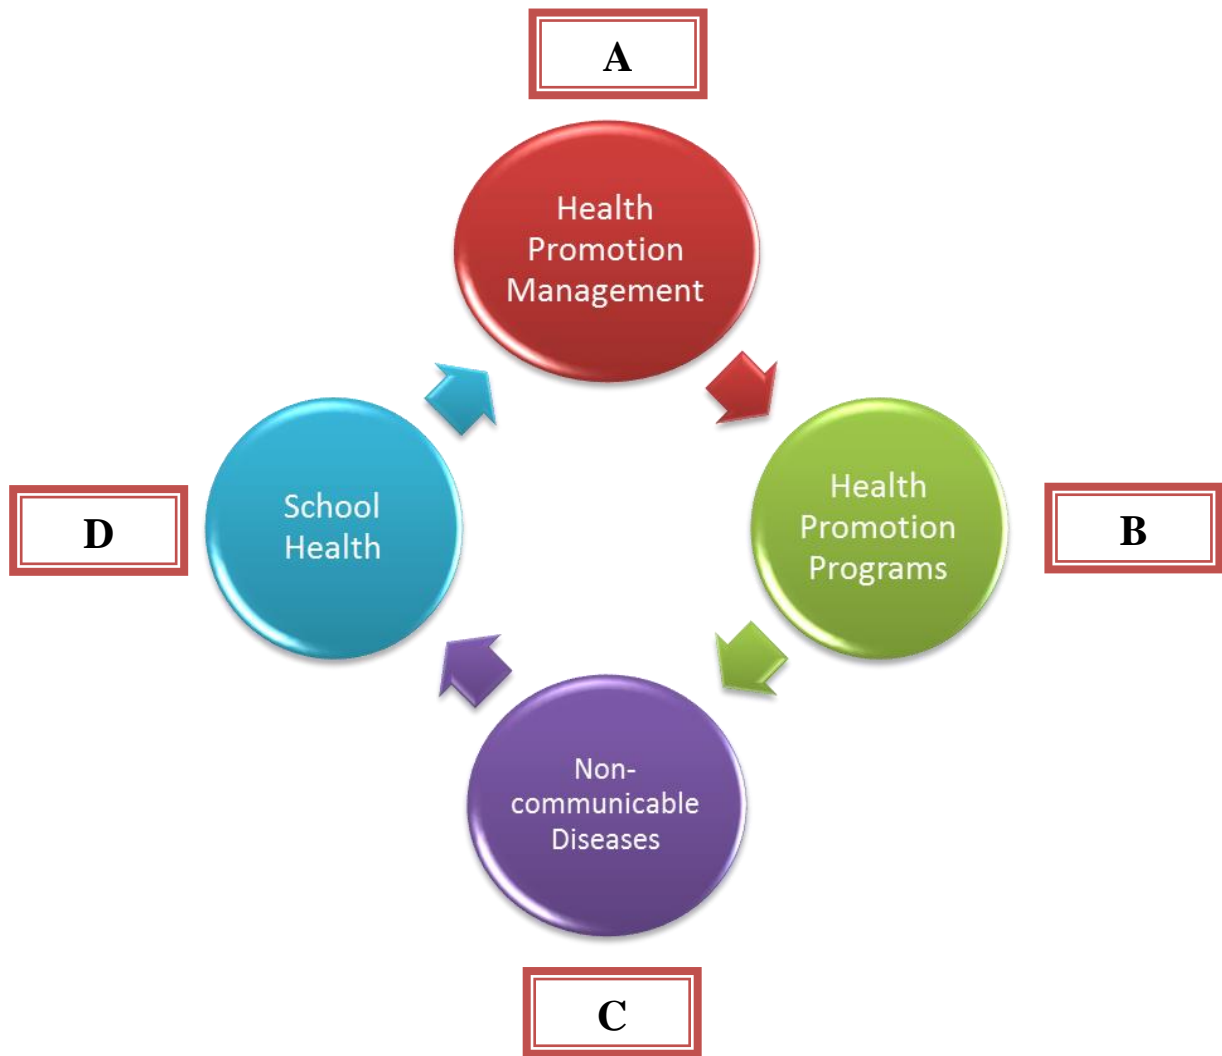 A
Health
Promotion
Management
School
Health
Health
Promotion
Programs
D
B
Non-
communicable
Diseases
C